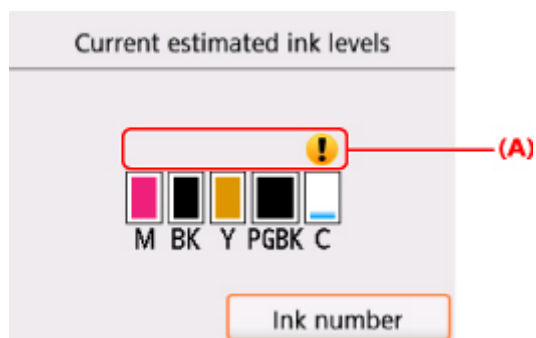 Current estimated ink levels
!
(A)
M BK Y PGBK C
Ink number